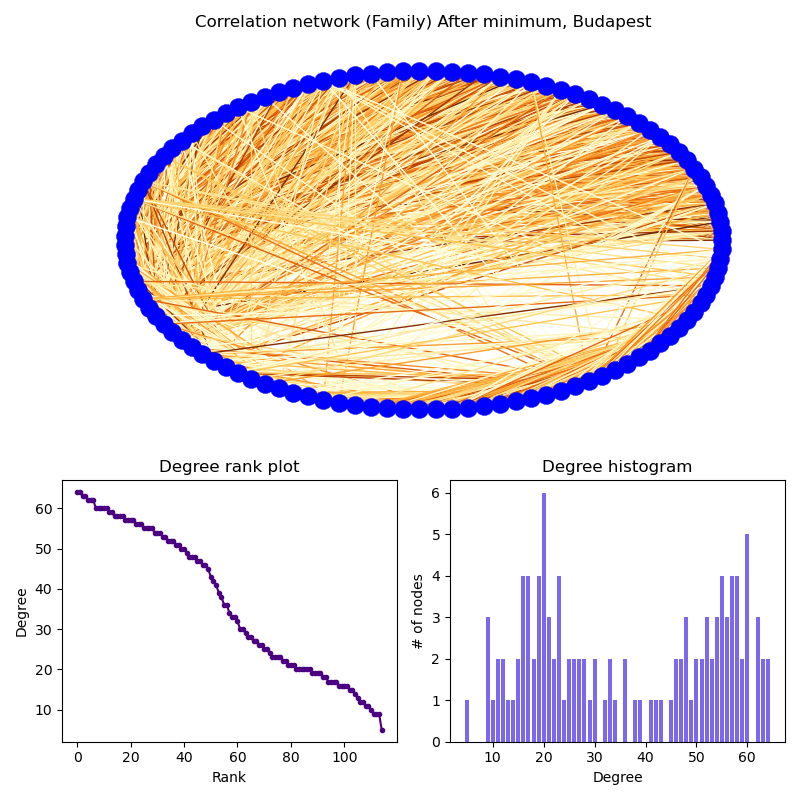 Correlation network (Family) After minimum, Budapest
Degree rank plot
Degree histogram
Degree
60
50
40
30
20
10
0 20 40 60 80 100
Rank
# of nodes
6
5
4
3
2
1
0
10 20 30 40 50 60
Degree